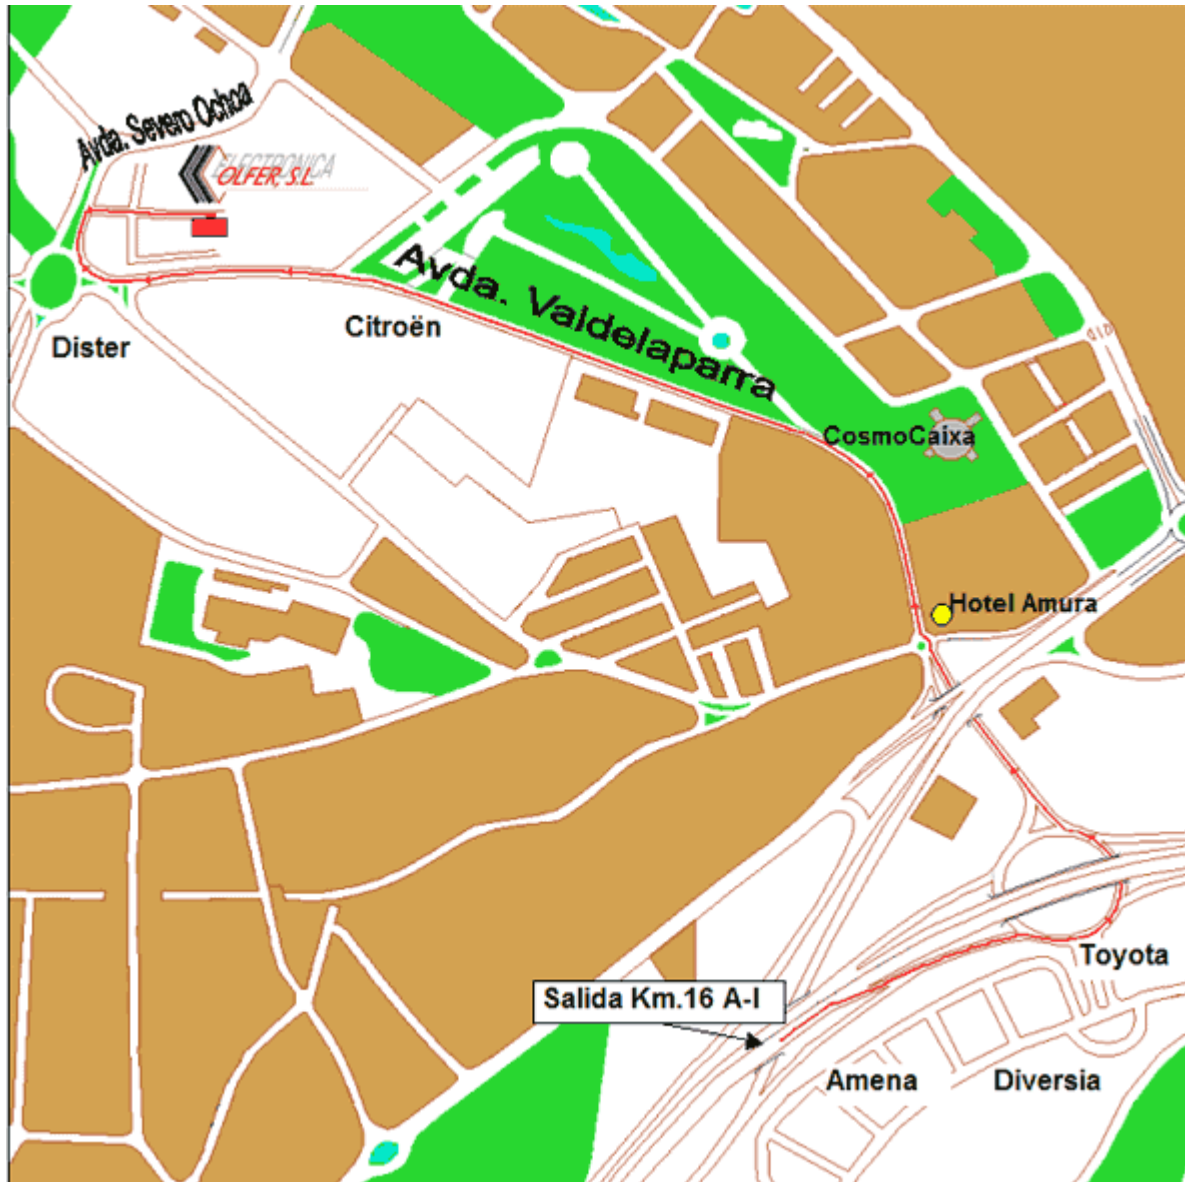 Avda. Severo Ochoa
ELECTRONICA
OLFER, S.L.
Avda. Valdelaparra
Citroën
Dister
CosmoCaixa
Hotel Amura
Toyota
Salida Km.16 A-I
Amena
Diversia